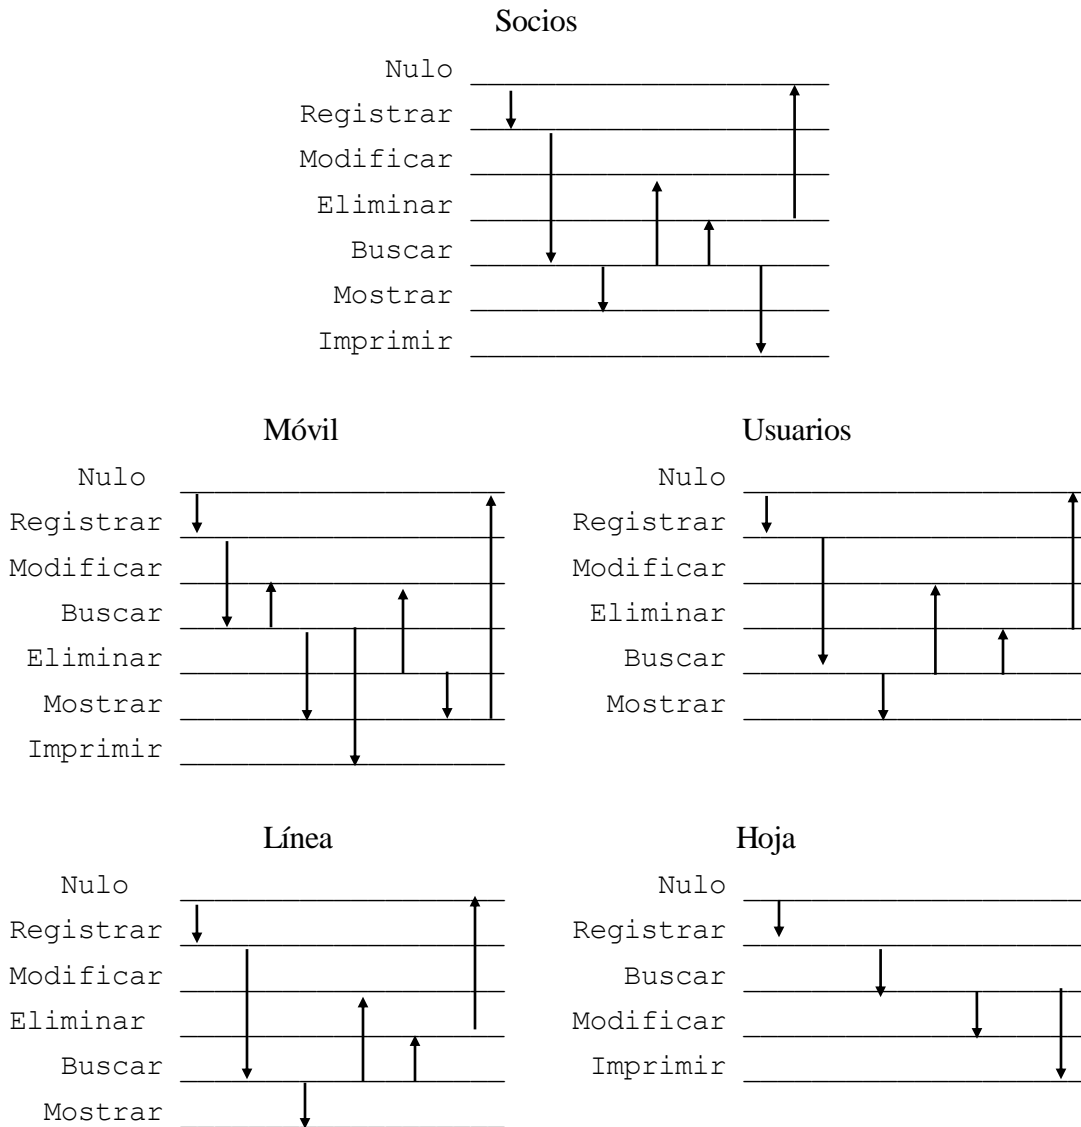 Socios
Nulo
Registrar
Modificar
Eliminar
Buscar
Mostrar
Imprimir
Móvil
Nulo
Registrar
Modificar
Buscar
Eliminar
Mostrar
Imprimir
Usuarios
Nulo
Registrar
Modificar
Eliminar
Buscar
Mostrar
Línea
Nulo
Registrar
Modificar
Eliminar
Buscar
Mostrar
Hoja
Nulo
Registrar
Buscar
Modificar
Imprimir